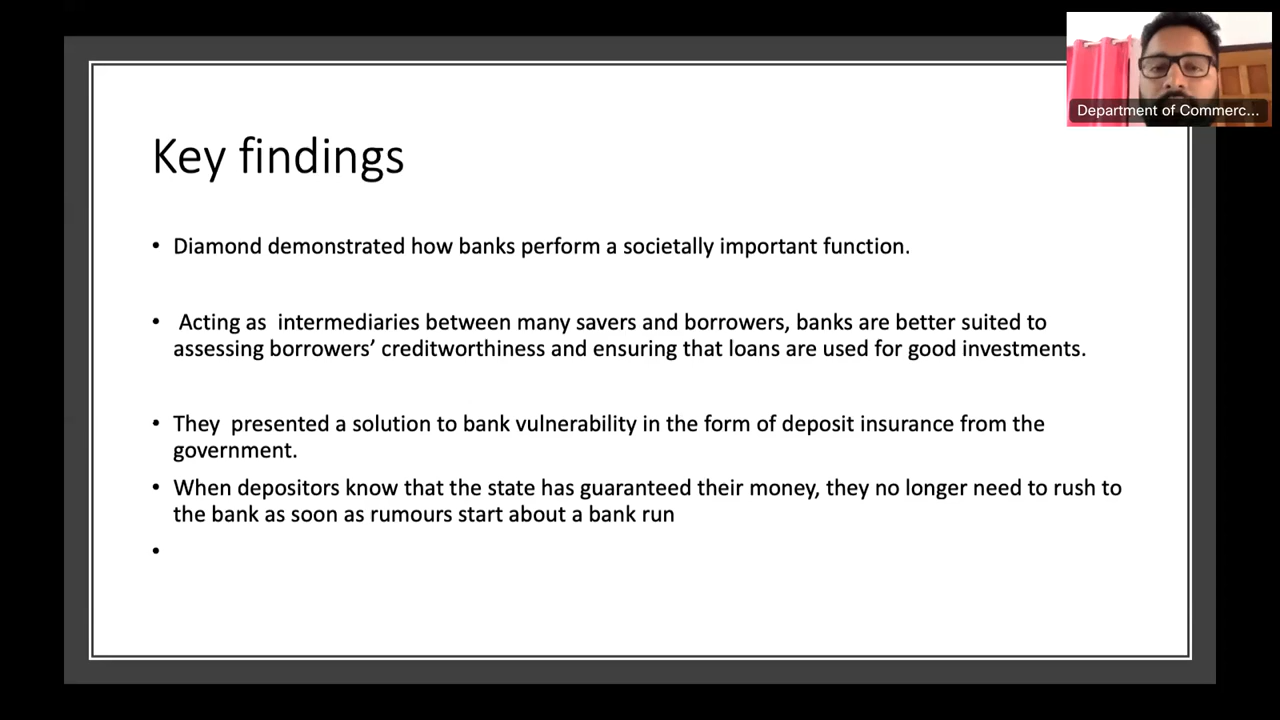 Department of Commerc...
Key findings
• Diamond demonstrated how banks perform a societally important function.
• Acting as intermediaries between many savers and borrowers, banks are better suited to
assessing borrowers’ creditworthiness and ensuring that loans are used for good investments.
• They presented a solution to bank vulnerability in the form of deposit insurance from the
government.
• When depositors know that the state has guaranteed their money, they no longer need to rush to
the bank as soon as rumours start about a bank run
•